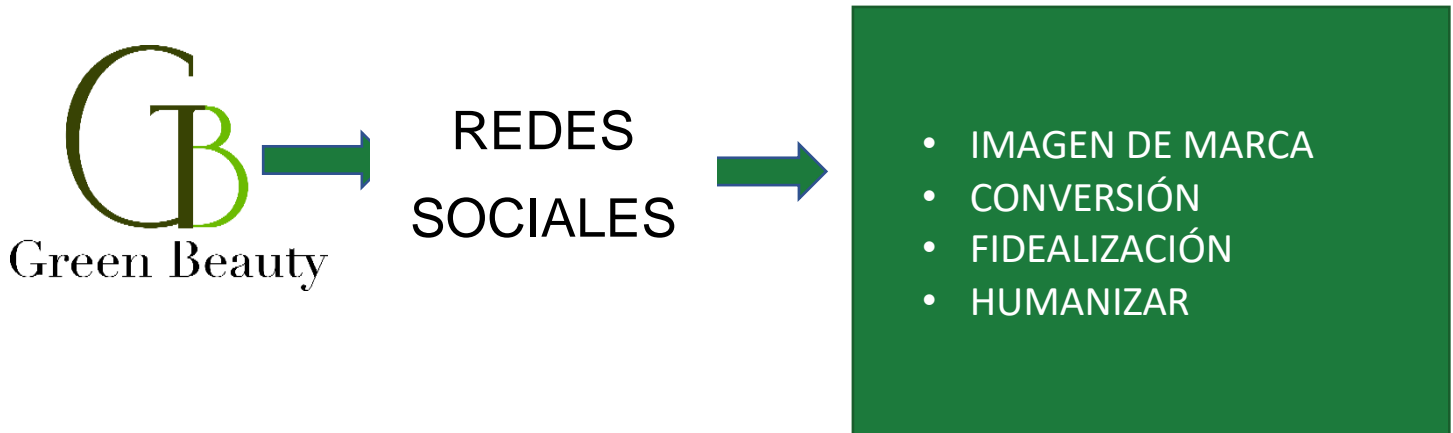 GB
Green Beauty
REDES
SOCIALES
• IMAGEN DE MARCA
• CONVERSIÓN
• FIDEALIZACIÓN
• HUMANIZAR